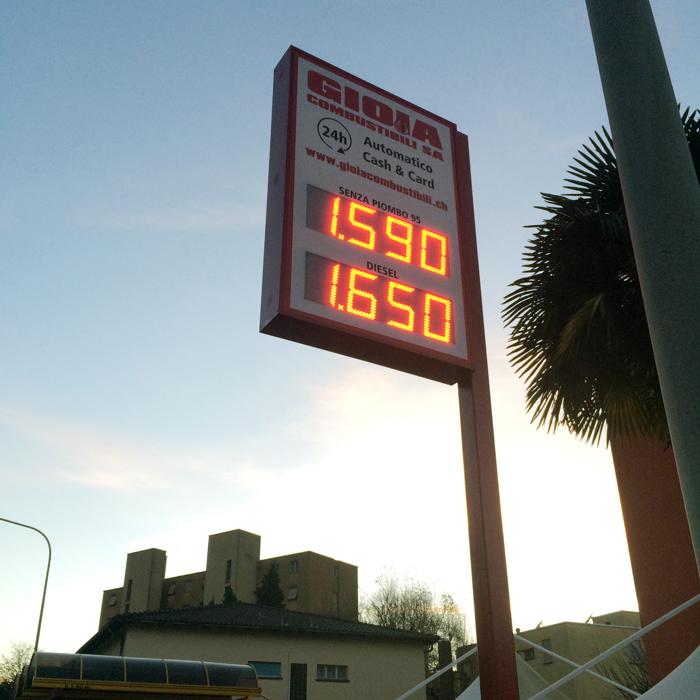 GIOIA
COMBUSTIBILI SA
24h
Automatico
Cash & Card
www.gioiacombustibili.ch
SENZA PIOMBO 95
1.590
DIESEL
1.650